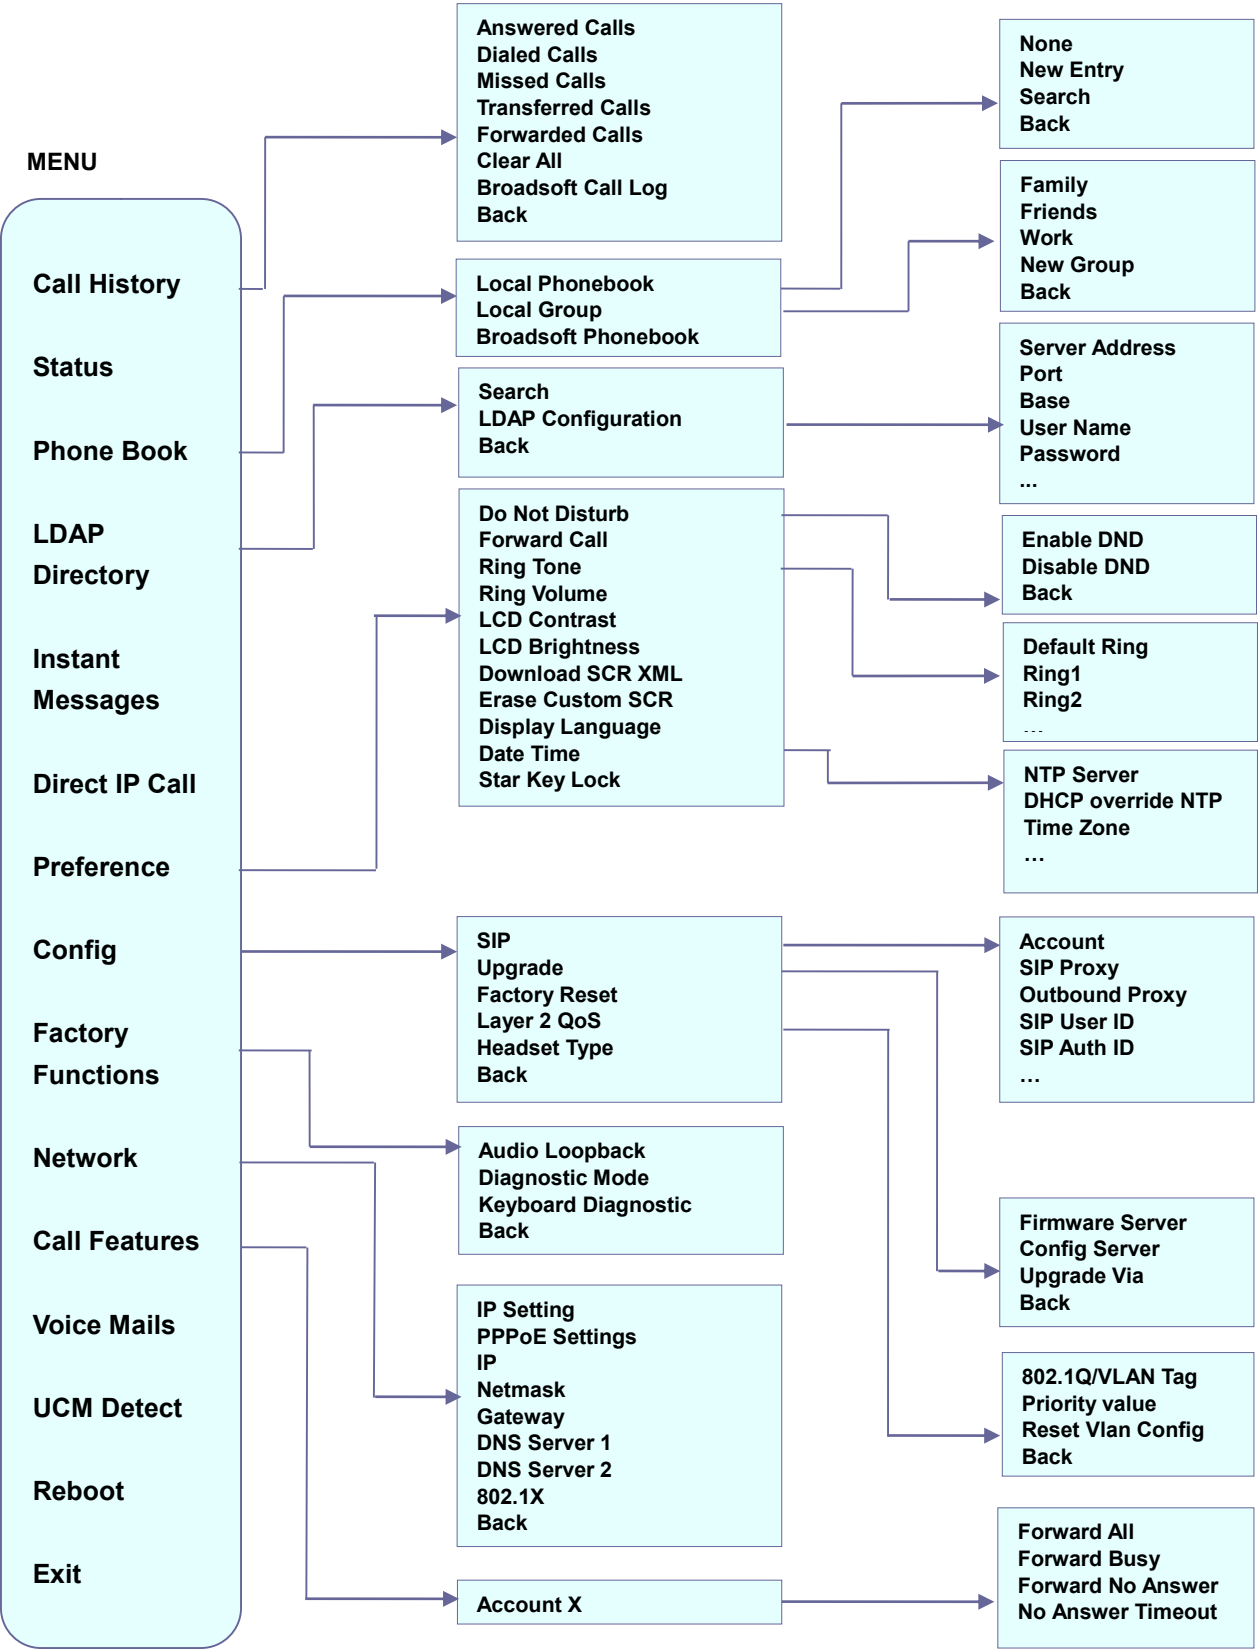 MENU
Call History
Status
Phone Book
LDAP
Directory
Instant
Messages
Direct IP Call
Preference
Config
Factory
Functions
Network
Call Features
Voice Mails
UCM Detect
Reboot
Exit
Answered Calls
Dialed Calls
Missed Calls
Transferred Calls
Forwarded Calls
Clear All
Broadsoft Call Log
Back
Local Phonebook
Local Group
Broadsoft Phonebook
Search
LDAP Configuration
Back
Do Not Disturb
Forward Call
Ring Tone
Ring Volume
LCD Contrast
LCD Brightness
Download SCR XML
Erase Custom SCR
Display Language
Date Time
Star Key Lock
SIP
Upgrade
Factory Reset
Layer 2 QoS
Headset Type
Back
Audio Loopback
Diagnostic Mode
Keyboard Diagnostic
Back
IP Setting
PPPoE Settings
IP
Netmask
Gateway
DNS Server 1
DNS Server 2
802.1X
Back
Account X
None
New Entry
Search
Back
Family
Friends
Work
New Group
Back
Server Address
Port
Base
User Name
Password
...
Enable DND
Disable DND
Back
Default Ring
Ring1
Ring2
...
NTP Server
DHCP override NTP
Time Zone
...
Account
SIP Proxy
Outbound Proxy
SIP User ID
SIP Auth ID
...
Firmware Server
Config Server
Upgrade Via
Back
802.1Q/VLAN Tag
Priority value
Reset Vlan Config
Back
Forward All
Forward Busy
Forward No Answer
No Answer Timeout